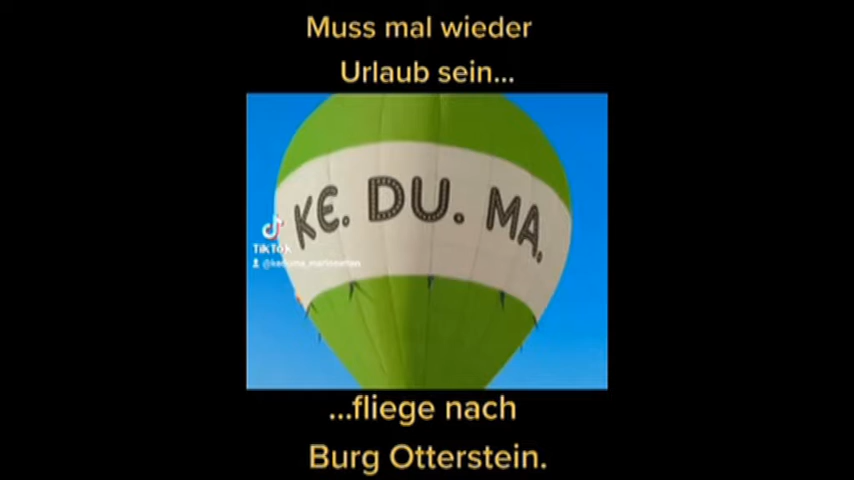 Muss mal wieder
Urlaub sein...
KE. DU. MA.
TikTok
...fliege nach
Burg Otterstein.